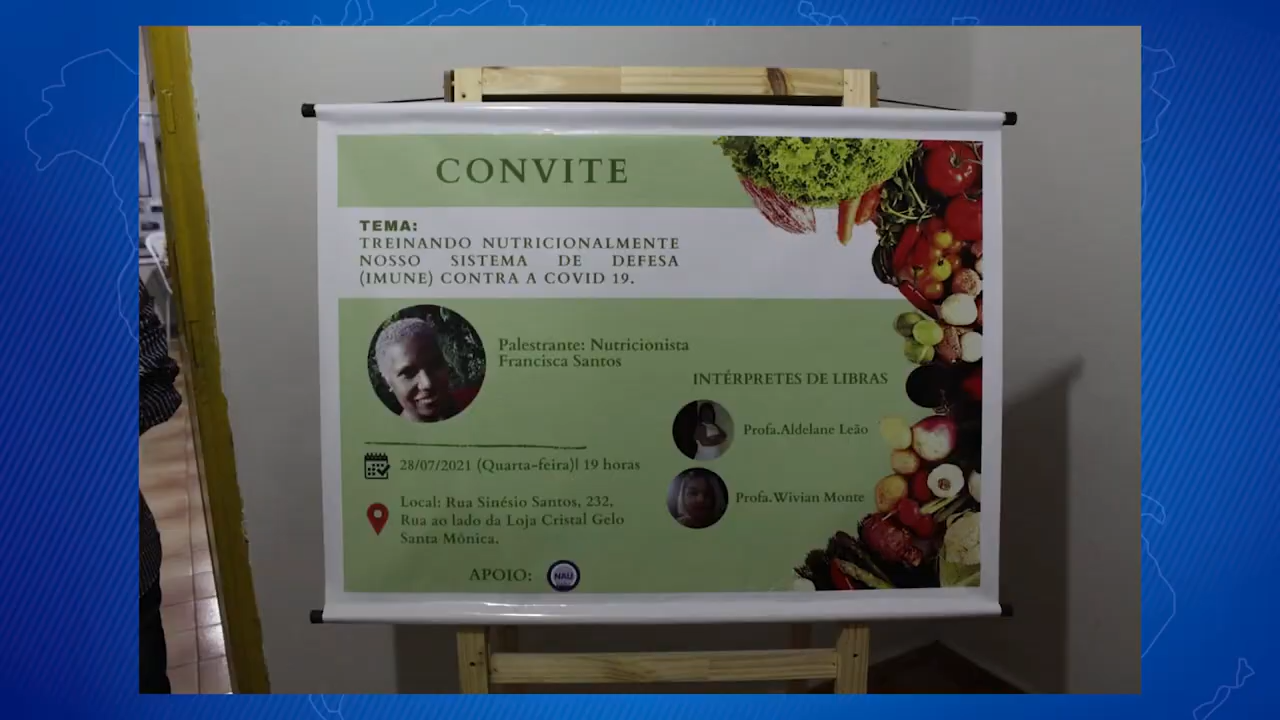 CONVITE
TEMA:
TREINANDO NUTRICIONALMENTE
NOSSO SISTEMA DE DEFESA
(IMUNE) CONTRA A COVID 19.
Palestrante: Nutricionista
Francisca Santos
INTÉRPRETES DE LIBRAS
Profa.Aldelane Leão
Profa.Wivian Monte
28/07/2021 (Quarta-feira)| 19 horas
Local: Rua Sinésio Santos, 232,
Rua ao lado da Loja Cristal Gelo
Santa Mônica.
APOIO:
NAU